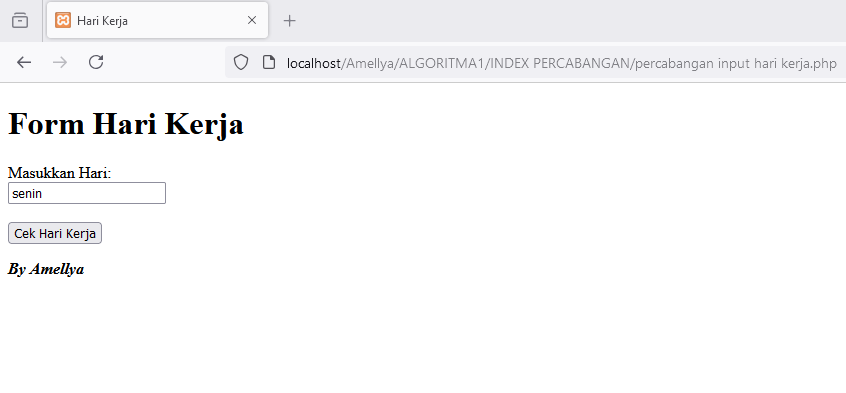 Hari Kerja
localhost/Amellya/ALGORITMA1/INDEX PERCABANGAN/percabangan input hari kerja.php
Form Hari Kerja
Masukkan Hari:
senin
Cek Hari Kerja
By Amellya